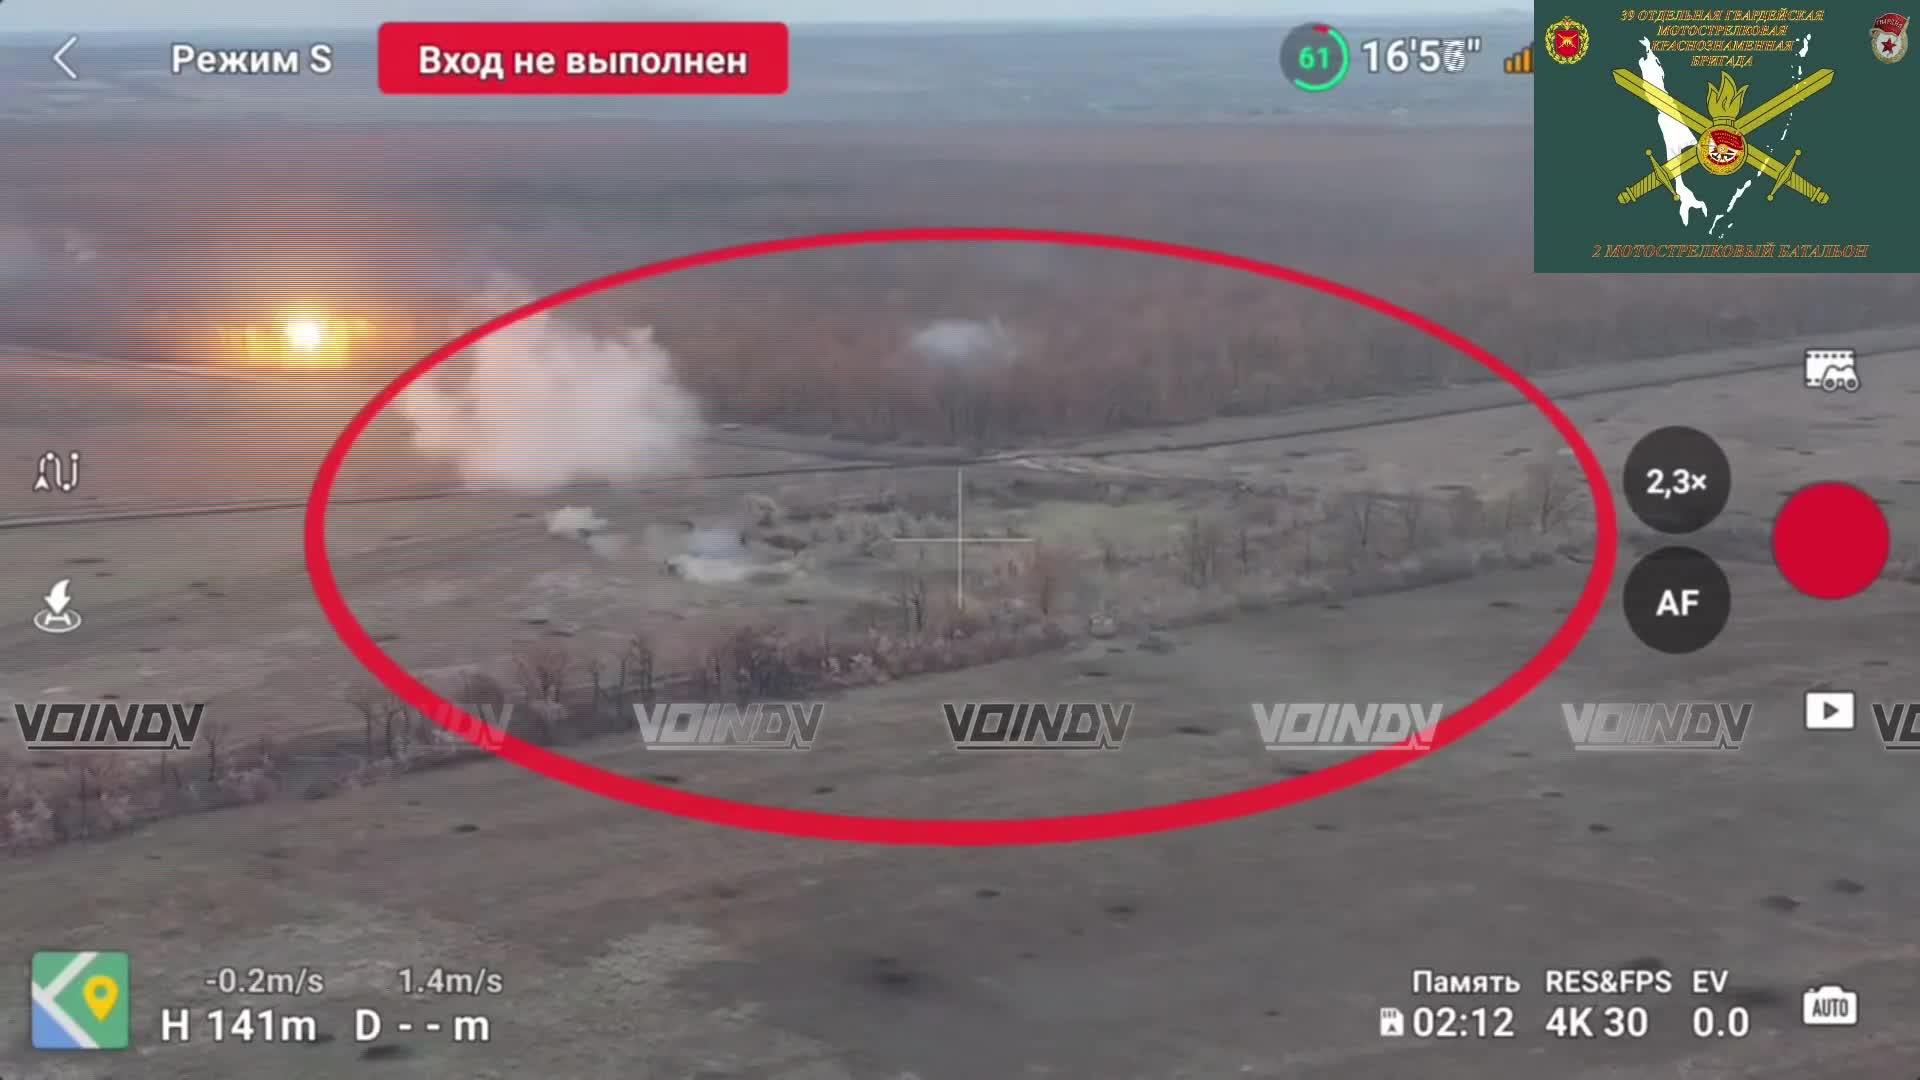 Режим S
Вход не выполнен
61
16'5
39 ОТДЕЛЬНАЯ ГВАРДЕЙСКАЯ
МОТОСТРЕЛКОВАЯ
КРАСНОЗНАМЕННАЯ
БРИГАДА
2 МОТОСТРЕЛКОВЫЙ БАТАЛЬОН
2,3×
AF
VOINDV VOINDV VOINDV VOINDV VOINDV
-0.2m/s 1.4m/s
H 141m D - - m
Память RES&FPS EV
02:12 4K 30 0.0
AUTO